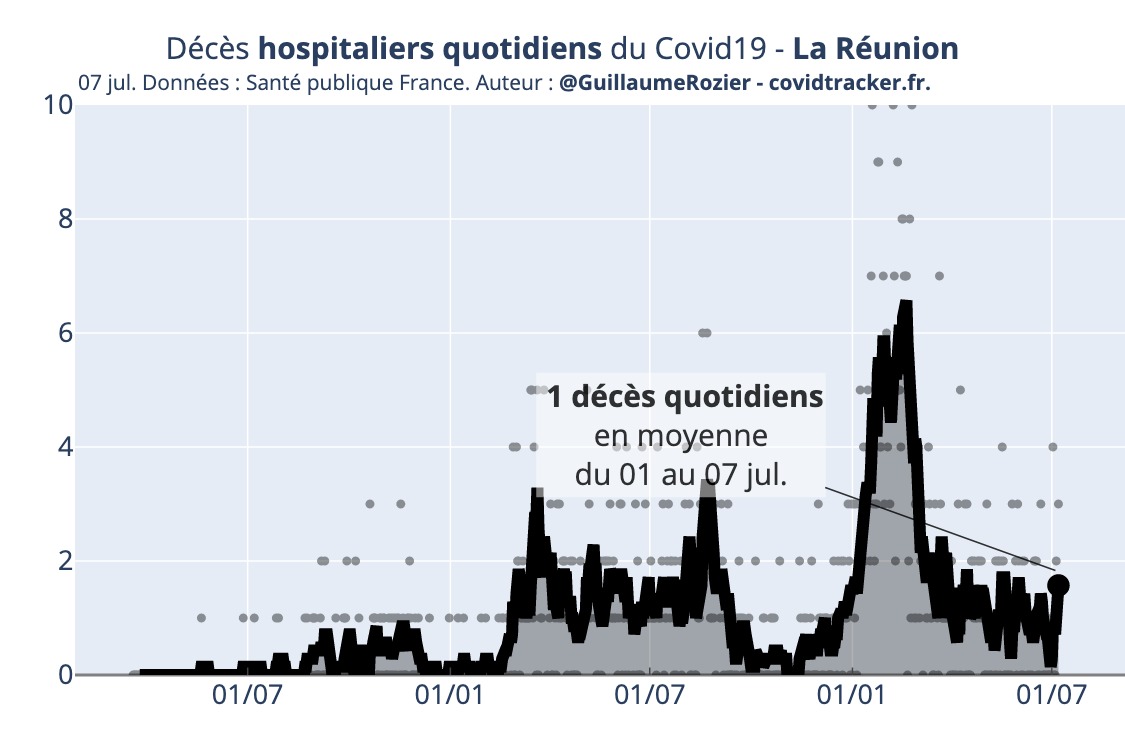 Décès hospitaliers quotidiens du Covid19 - La Réunion
07 jul. Données : Santé publique France. Auteur : @GuillaumeRozier - covidtracker.fr.
10
8
6
1 décès quotidiens
en moyenne
du 01 au 07 jul.
4
2
0
01/07
01/01
01/07
01/01
01/07